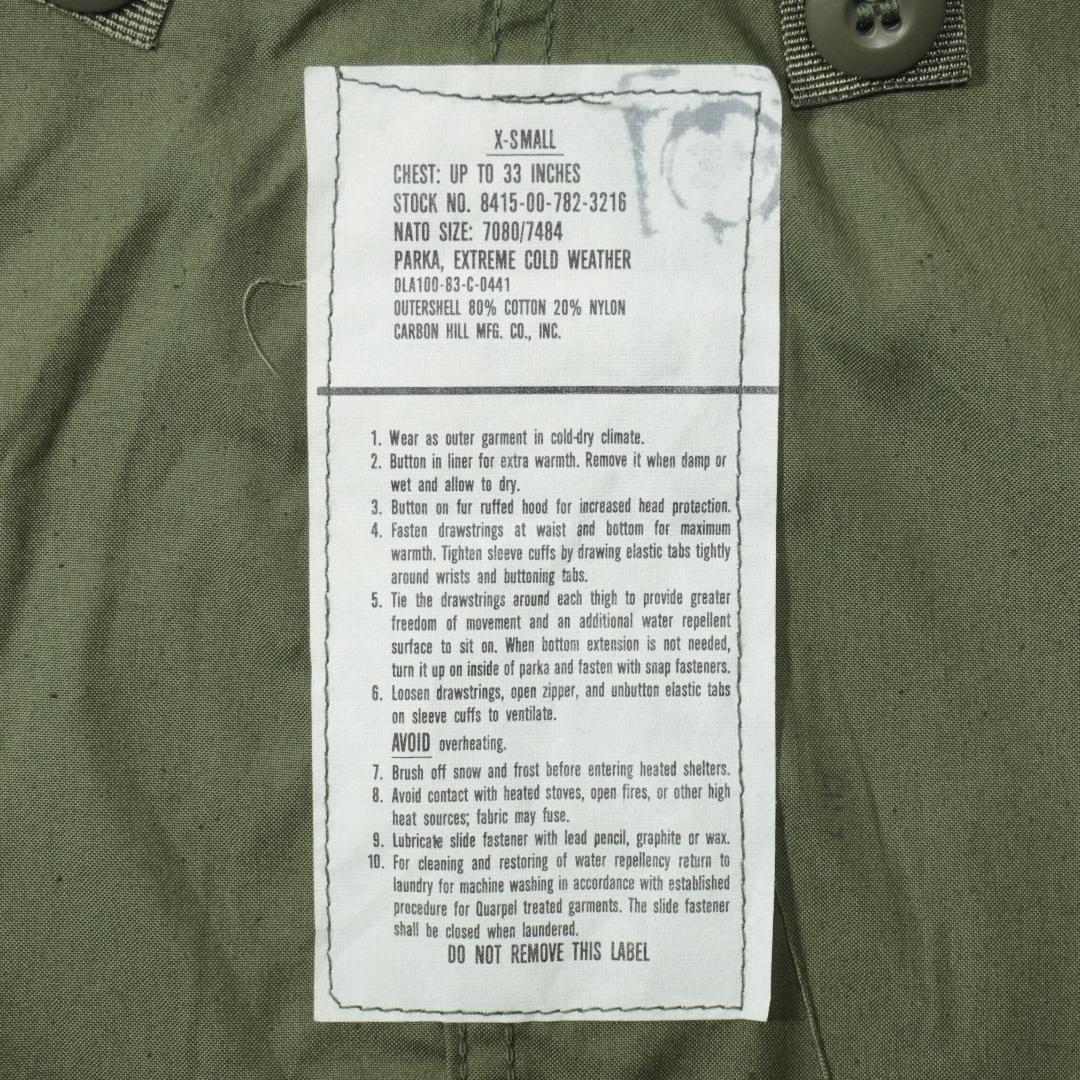 X-SMALL
CHEST: UP TO 33 INCHES
STOCK NO. 8415-00-782-3216
NATO SIZE: 7080/7484
PARKA, EXTREME COLD WEATHER
DLA100-83-C-0441
OUTERSHELL 80% COTTON 20% NYLON
CARBON HILL MFG. CO., INC.
1. Wear as outer garment in cold-dry climate.
2. Button in liner for extra warmth. Remove it when damp or
wet and allow to dry.
3. Button on fur ruffed hood for increased head protection.
4. Fasten drawstrings at waist and bottom for maximum
warmth. Tighten sleeve cuffs by drawing elastic tabs tightly
around wrists and buttoning tabs.
5. Tie the drawstrings around each thigh to provide greater
freedom of movement and an additional water repellent
surface to sit on. When bottom extension is not needed,
turn it up on inside of parka and fasten with snap fasteners.
6. Loosen drawstrings, open zipper, and unbutton elastic tabs
on sleeve cuffs to ventilate.
AVOID overheating.
7. Brush off snow and frost before entering heated shelters.
8. Avoid contact with heated stoves, open fires, or other high
heat sources; fabric may fuse.
9. Lubricate slide fastener with lead pencil, graphite or wax.
10. For cleaning and restoring of water repellency return to
laundry for machine washing in accordance with established
procedure for Quarpel treated garments. The slide fastener
shall be closed when laundered.
DO NOT REMOVE THIS LABEL